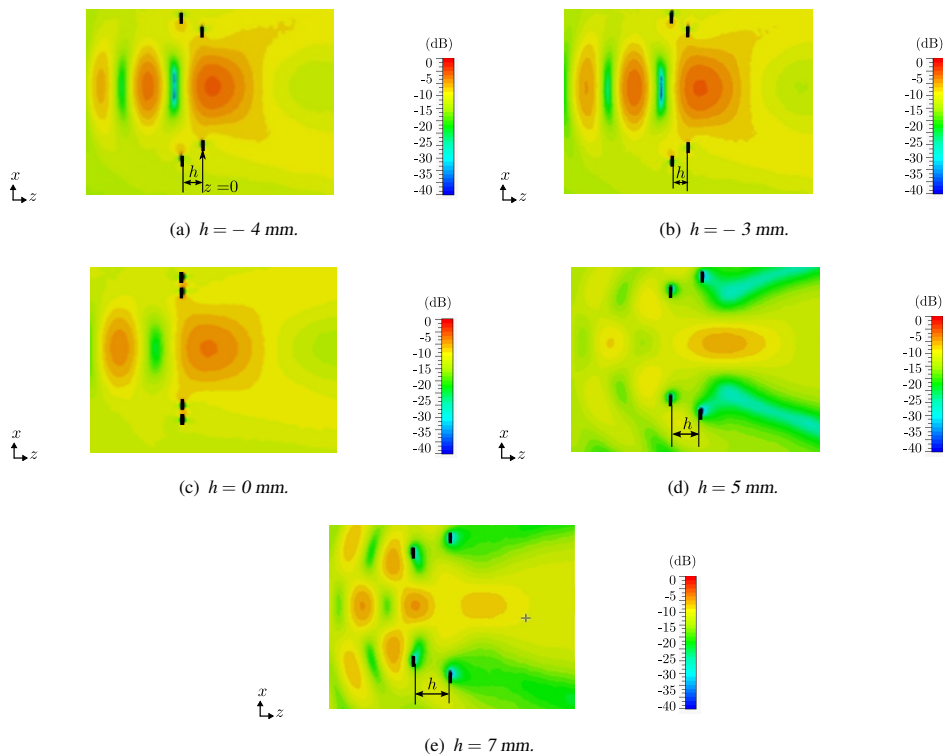 (dB)
0
-5
-10
-15
-20
-25
-30
-35
-40
h
z=0
x
z
(a) h = − 4 mm.
(dB)
0
-5
-10
-15
-20
-25
-30
-35
-40
h
x
z
(b) h = − 3 mm.
(dB)
0
-5
-10
-15
-20
-25
-30
-35
-40
x
z
(c) h = 0 mm.
(dB)
0
-5
-10
-15
-20
-25
-30
-35
-40
h
x
z
(d) h = 5 mm.
(dB)
0
-5
-10
-15
-20
-25
-30
-35
-40
h
x
z
(e) h = 7 mm.